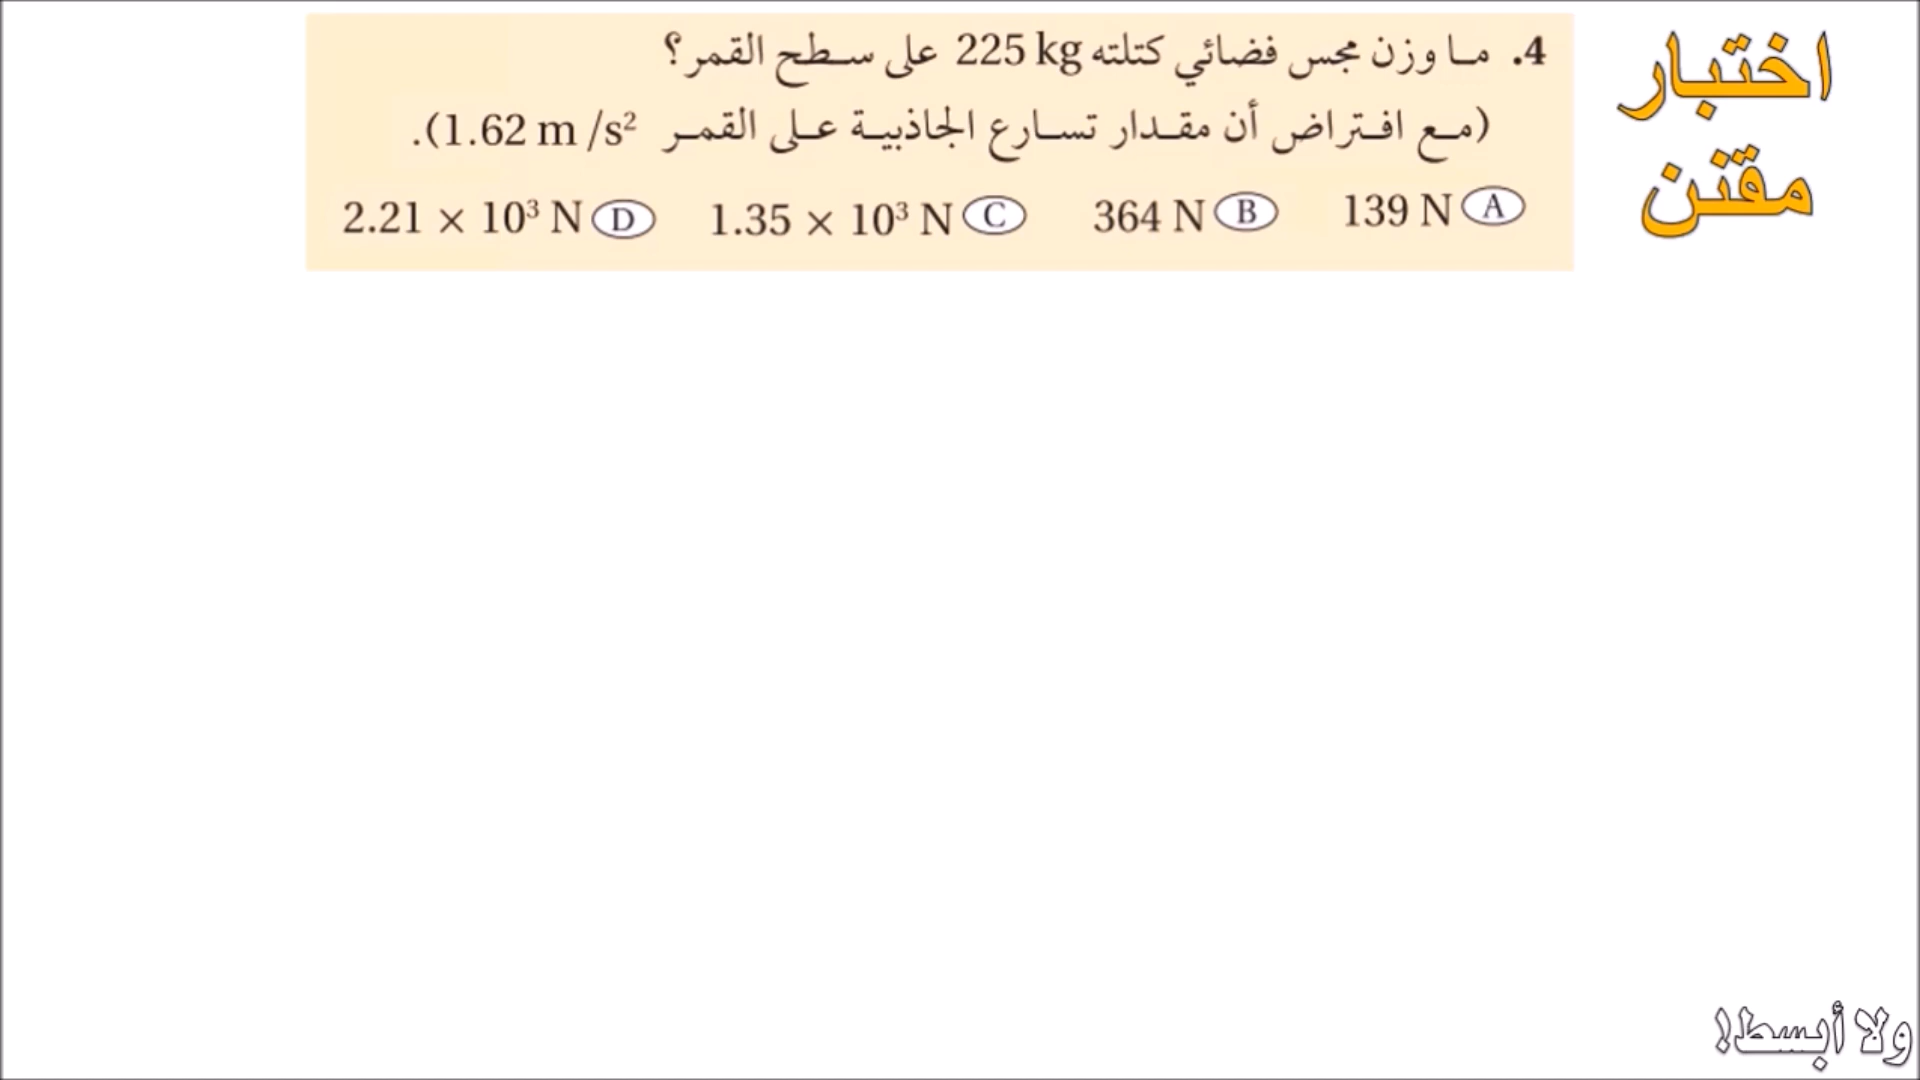 اختبار
مقنن
4. ما وزن مجس فضائي كتلته 225 kg على سطح القمر؟
(مع افتراض أن مقدار تسارع الجاذبية على القمر 1.62 m /s²).
A 139 N B 364 N C 1.35 × 10³ N D 2.21 × 10³ N
ولا أبسط!